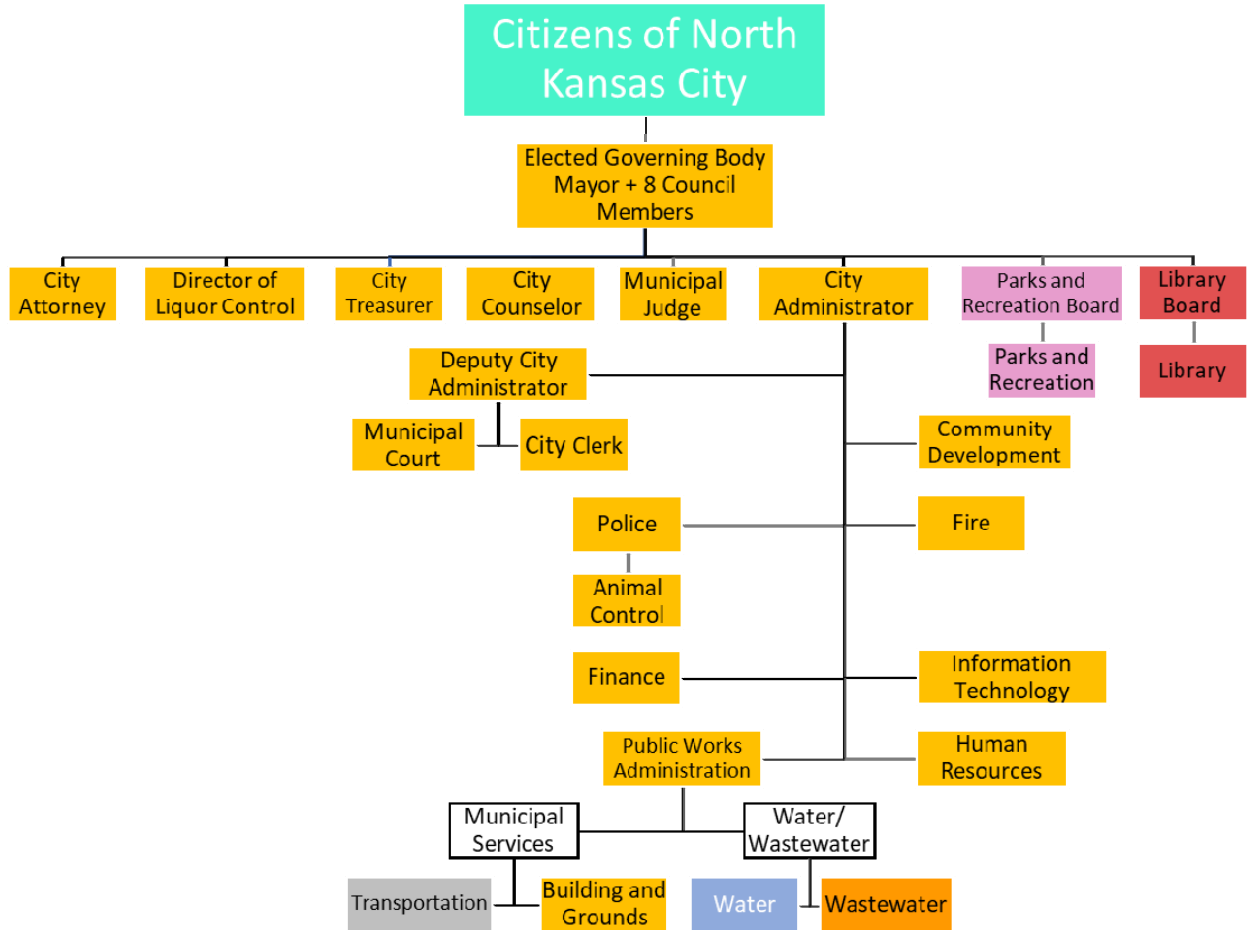 Citizens of North
Kansas City
Elected Governing Body
Mayor + 8 Council
Members
City
Attorney
Director of
Liquor Control
City
Treasurer
City
Counselor
Municipal
Judge
City
Administrator
Parks and
Recreation Board
Library
Board
Deputy City
Administrator
Parks and
Recreation
Library
Municipal
Court
City Clerk
Community
Development
Police
Fire
Animal
Control
Finance
Information
Technology
Public Works
Administration
Human
Resources
Municipal
Services
Water/
Wastewater
Transportation
Building and
Grounds
Water
Wastewater